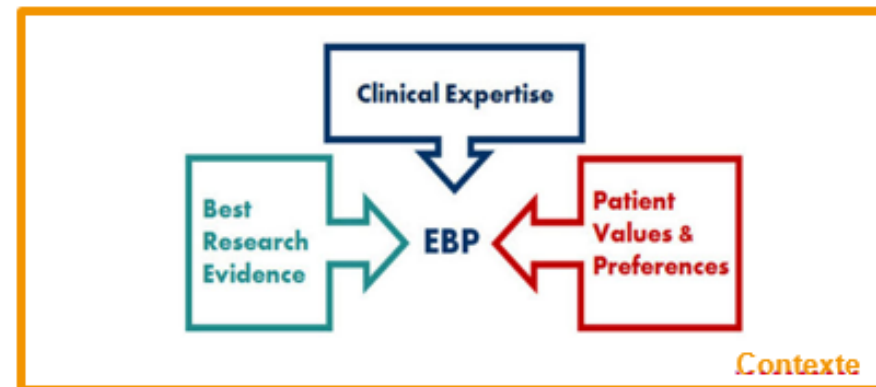 Clinical Expertise
Best
Research
Evidence
EBP
Patient
Values &
Preferences
Contexte